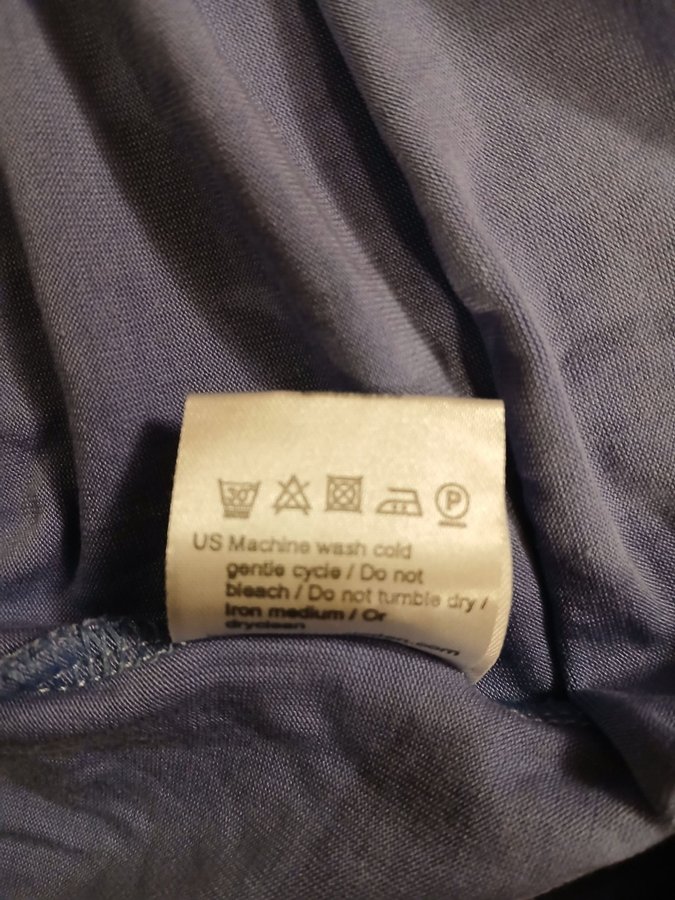 30 P
US Machine wash cold
gentle cycle / Do not
bleach / Do not tumble dry /
Iron medium / Or
dryclean